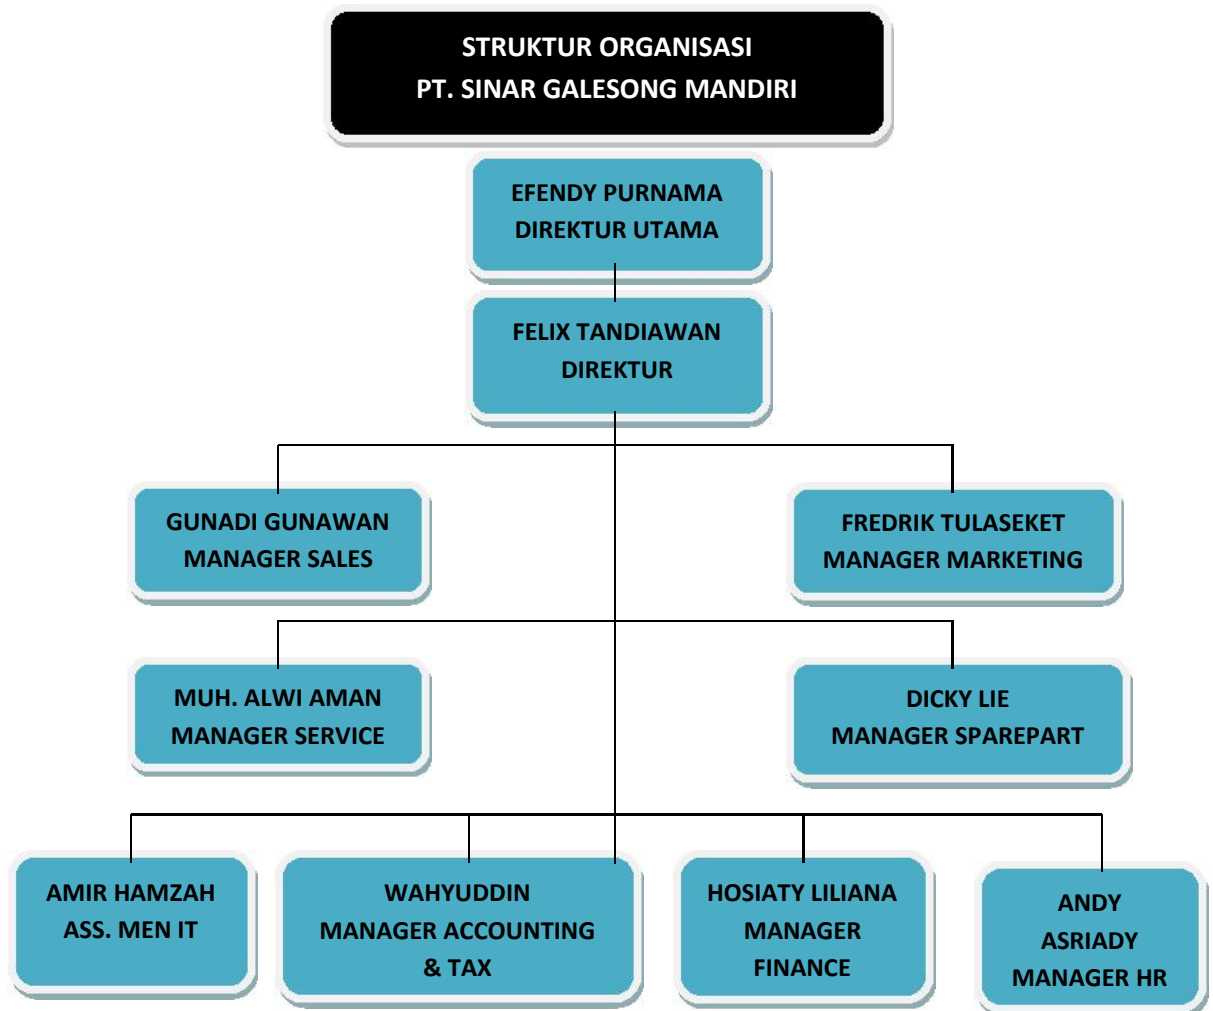 STRUKTUR ORGANISASI
PT. SINAR GALESONG MANDIRI
EFENDY PURNAMA
DIREKTUR UTAMA
FELIX TANDIAWAN
DIREKTUR
GUNADI GUNAWAN
MANAGER SALES
FREDRIK TULASEKET
MANAGER MARKETING
MUH. ALWI AMAN
MANAGER SERVICE
DICKY LIE
MANAGER SPAREPART
AMIR HAMZAH
ASS. MEN IT
WAHYUDDIN
MANAGER ACCOUNTING
& TAX
HOSIATY LILIANA
MANAGER
FINANCE
ANDY
ASRIADY
MANAGER HR